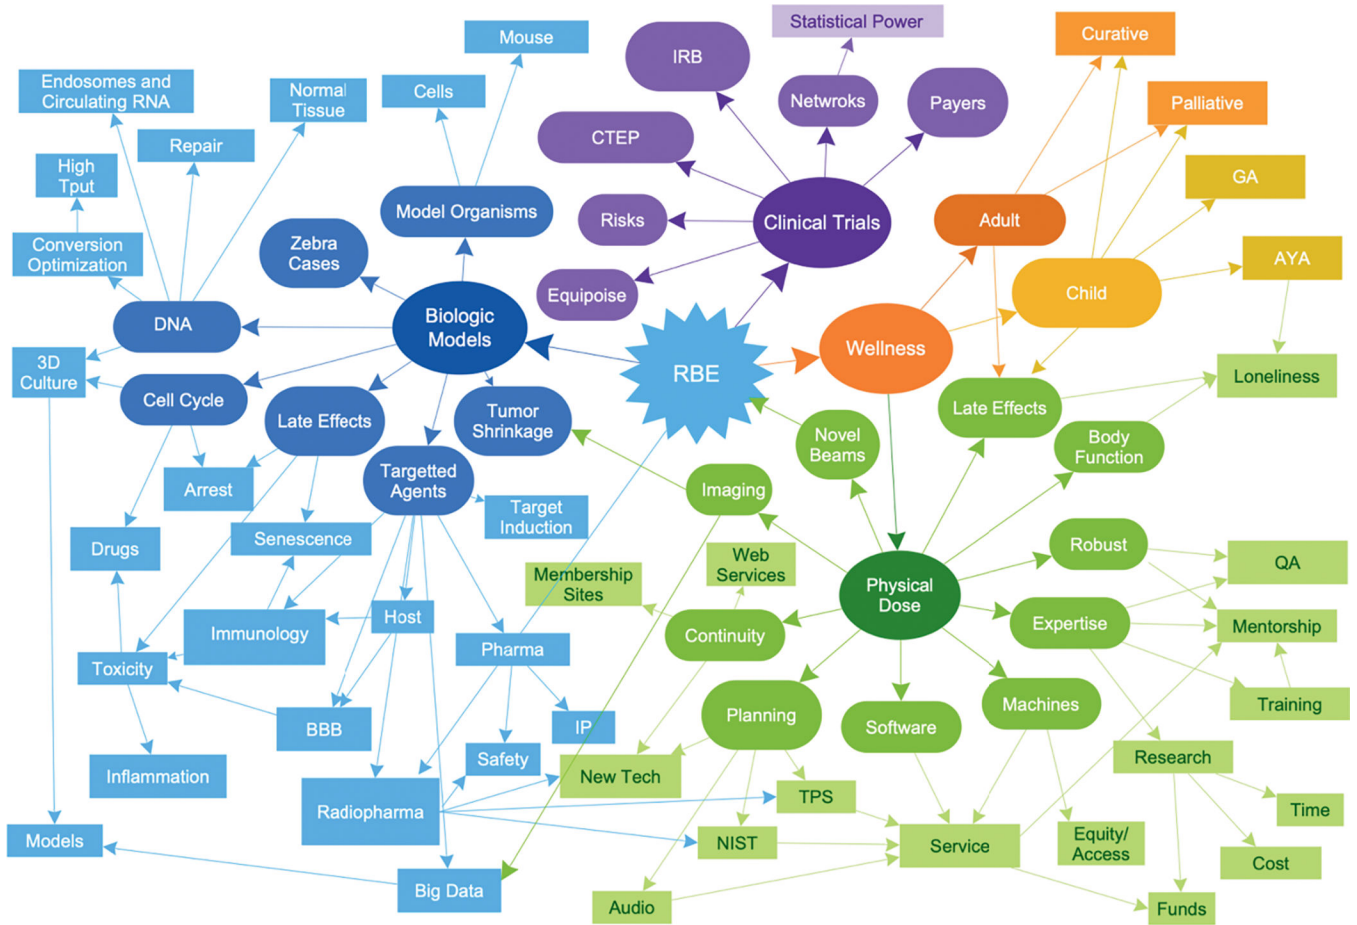 Statistical Power
Curative
Mouse
IRB
Endosomes and
Circulating RNA
Normal
Tissue
Cells
Netwroks
Payers
Palliative
Repair
CTEP
High
Tput
GA
Model Organisms
Risks
Clinical Trials
Adult
Conversion
Optimization
Zebra
Cases
AYA
Equipoise
Child
DNA
Biologic
Models
3D
Culture
RBE
Wellness
Loneliness
Cell Cycle
Late Effects
Tumor
Shrinkage
Late Effects
Novel
Beams
Body
Function
Targetted
Agents
Arrest
Imaging
Target
Induction
Drugs
Senescence
Robust
Web
Services
QA
Membership
Sites
Physical
Dose
Host
Immunology
Continuity
Expertise
Mentorship
Pharma
Toxicity
Training
BBB
IP
Planning
Software
Machines
Safety
Research
Inflammation
New Tech
TPS
Time
Radiopharma
Models
NIST
Service
Equity/
Access
Cost
Big Data
Audio
Funds